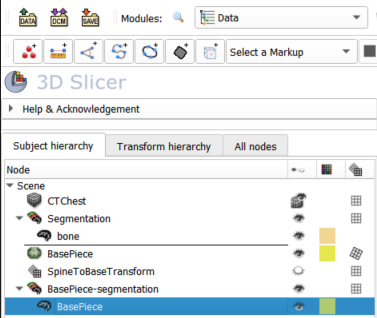 DATA DCM SAVE Modules: Data
Select a Markup
3D Slicer
Help & Acknowledgement
Subject hierarchy Transform hierarchy All nodes
Node
Scene
CTChest
Segmentation
bone
BasePiece
SpineToBaseTransform
BasePiece-segmentation
BasePiece